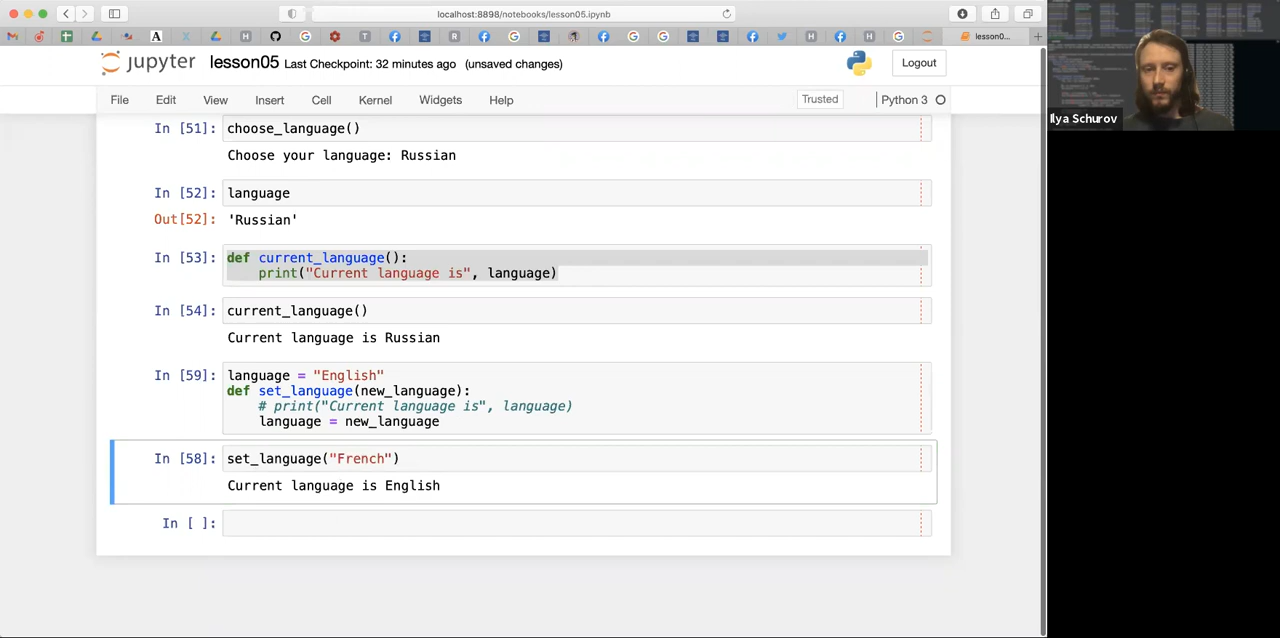 localhost:8898/notebooks/lesson05.ipynb
lesson0...
jupyter lesson05 Last Checkpoint: 32 minutes ago (unsaved changes)
Logout
File Edit View Insert Cell Kernel Widgets Help
Trusted
Python 3
In [51]: choose_language()
Choose your language: Russian
In [52]: language
Out[52]: 'Russian'
In [53]: def current_language():
print("Current language is", language)
In [54]: current_language()
Current language is Russian
In [59]: language = "English"
def set_language(new_language):
# print("Current language is", language)
language = new_language
In [58]: set_language("French")
Current language is English
In [ ]:
Ilya Schurov